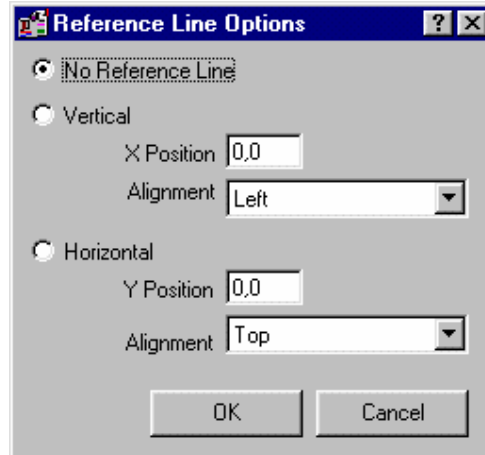 Reference Line Options
No Reference Line
Vertical
X Position 0,0
Alignment Left
Horizontal
Y Position 0,0
Alignment Top
OK Cancel